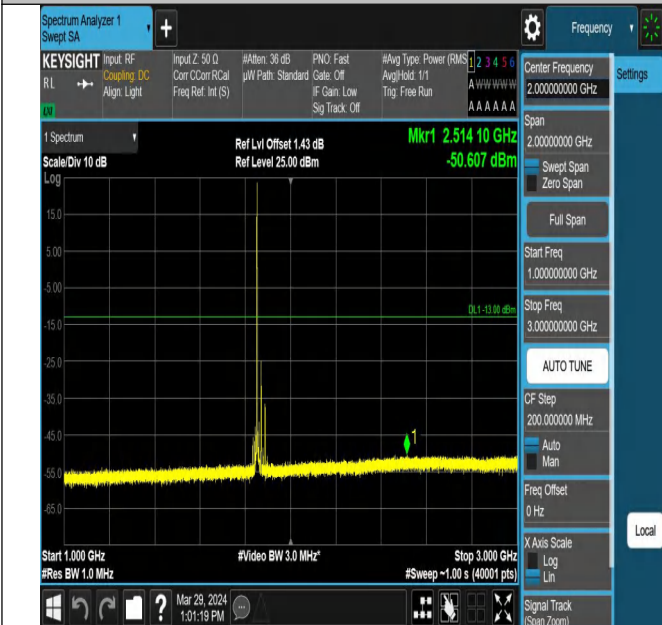 Spectrum Analyzer 1
Swept SA
+
Frequency
KEYSIGHT
RL
Input: RF
Coupling: DC
Align: Light
Input Z: 50 Ω
Corr CCorr RCal
Freq Ref: Int (S)
#Atten: 36 dB
µW Path: Standard
PNO: Fast
Gate: Off
IF Gain: Low
Sig Track: Off
#Avg Type: Power (RMS
Avg|Hold: 1/1
Trig: Free Run
1 2 3 4 5 6
A W W W W W
A A A A A A
1 Spectrum
Scale/Div 10 dB
Log
Ref Lvl Offset 1.43 dB
Ref Level 25.00 dBm
Mkr1 2.514 10 GHz
-50.607 dBm
15.0
5.00
-5.00
-15.0
-25.0
-35.0
-45.0
-55.0
-65.0
DL1 -13.00 dBm
1
Start 1.000 GHz
#Res BW 1.0 MHz
#Video BW 3.0 MHz*
Stop 3.000 GHz
#Sweep ~1.00 s (40001 pts)
Center Frequency
2.000000000 GHz
Span
2.00000000 GHz
Swept Span
Zero Span
Full Span
Start Freq
1.000000000 GHz
Stop Freq
3.000000000 GHz
AUTO TUNE
CF Step
200.000000 MHz
Auto
Man
Freq Offset
0 Hz
X Axis Scale
Log
Lin
Signal Track
(Span Zoom)
Settings
Local
?
Mar 29, 2024
1:01:19 PM